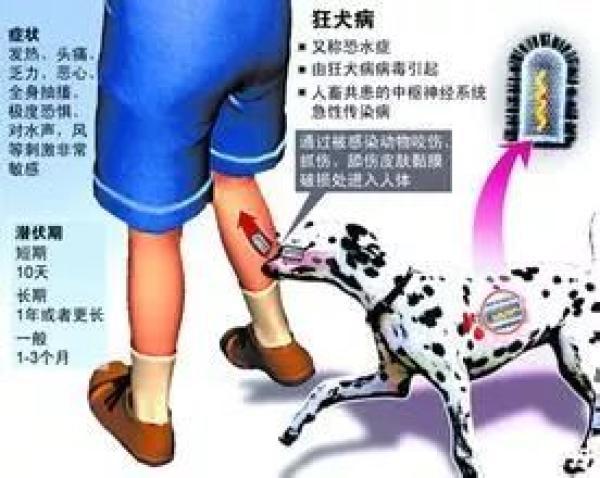 症状
发热、头痛、
乏力、恶心、
全身抽搐、
极度恐惧、
对水声，风
等刺激非常
敏感
狂犬病
■ 又称恐水症
■ 由狂犬病病毒引起
■ 人畜共患的中枢神经系统
急性传染病
通过被感染动物咬伤、
抓伤，舔伤皮肤黏膜
破损处进入人体
潜伏期
短期
10天
长期
1年或者更长
一般
1-3个月